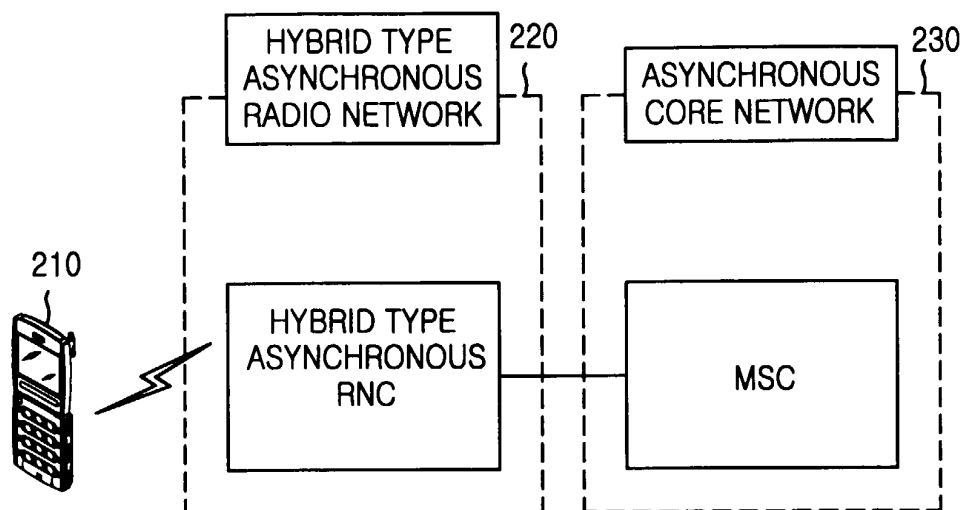 HYBRID TYPE
ASYNCHRONOUS
RADIO NETWORK
220
ASYNCHRONOUS
CORE NETWORK
230
210
HYBRID TYPE
ASYNCHRONOUS
RNC
MSC